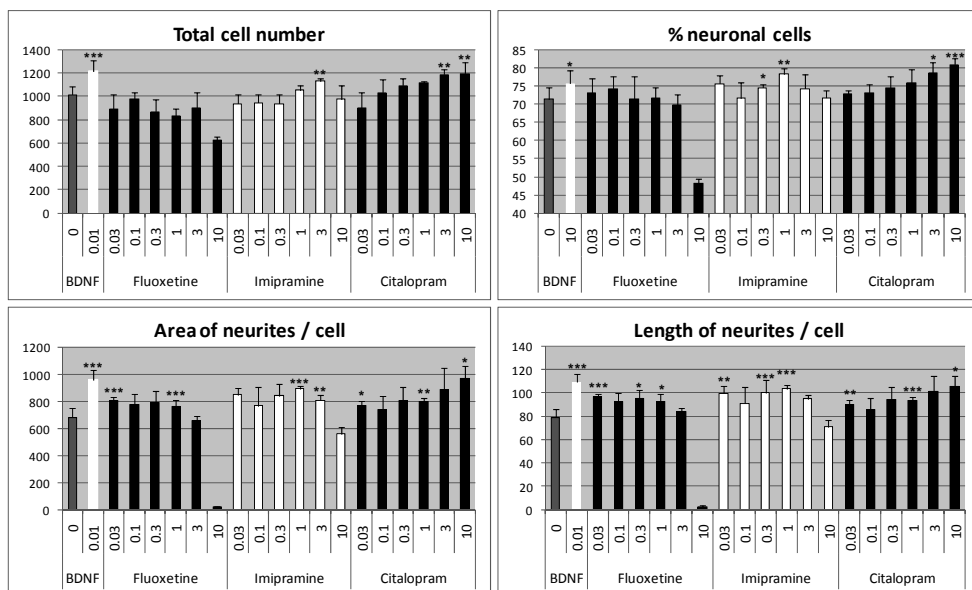 Total cell number
1400
1200
1000
800
600
400
200
0
*** ** ** **
0 0.01 0.03 0.1 0.3 1 3 10 0.03 0.1 0.3 1 3 10 0.03 0.1 0.3 1 3 10
BDNF Fluoxetine Imipramine Citalopram
% neuronal cells
85
80
75
70
65
60
55
50
45
40
* * ** * ***
0 10 0.03 0.1 0.3 1 3 10 0.03 0.1 0.3 1 3 10 0.03 0.1 0.3 1 3 10
BDNF Fluoxetine Imipramine Citalopram
Area of neurites / cell
1200
1000
800
600
400
200
0
*** *** *** *** ** * ** *
0 0.01 0.03 0.1 0.3 1 3 10 0.03 0.1 0.3 1 3 10 0.03 0.1 0.3 1 3 10
BDNF Fluoxetine Imipramine Citalopram
Length of neurites / cell
140
120
100
80
60
40
20
0
*** *** * * ** *** *** ** *** *
0 0.01 0.03 0.1 0.3 1 3 10 0.03 0.1 0.3 1 3 10 0.03 0.1 0.3 1 3 10
BDNF Fluoxetine Imipramine Citalopram